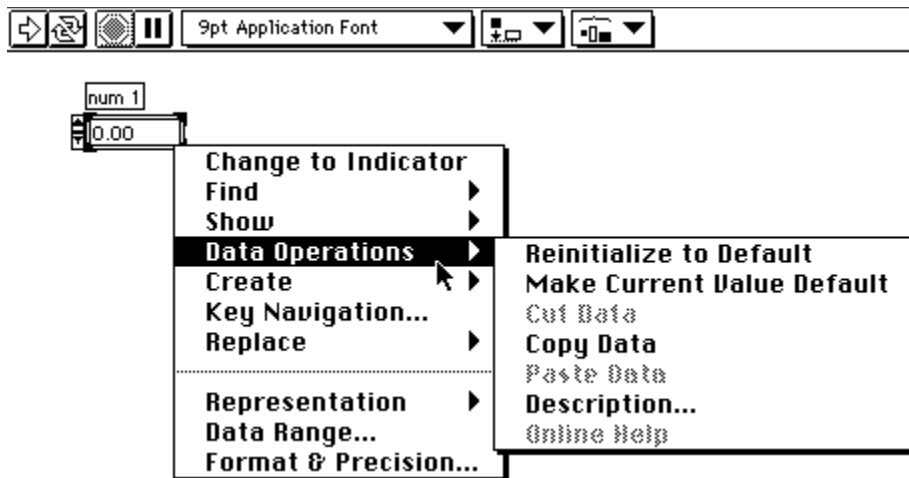 9pt Application Font
num 1
0.00
Change to Indicator
Find
Show
Data Operations
Create
Key Navigation...
Replace
Representation
Data Range...
Format & Precision...
Reinitialize to Default
Make Current Value Default
Cut Data
Copy Data
Paste Data
Description...
Online Help